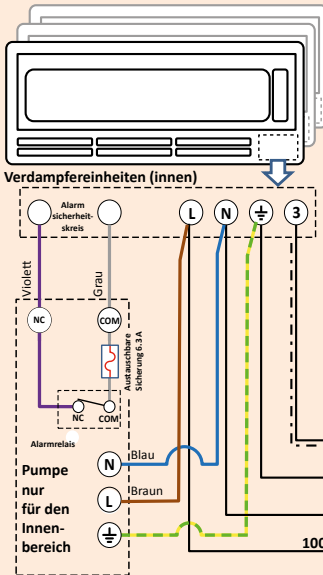 Verdampfereinheiten (innen)
Alarm
sicherheit-
skreis
L
N
3
Violett
Grau
NC
COM
Austauschbare
Sicherung 6.3 A
NC
COM
Alarmrelais
N
Blau
L
Braun
Pumpe
nur
für den
Innen-
bereich
100